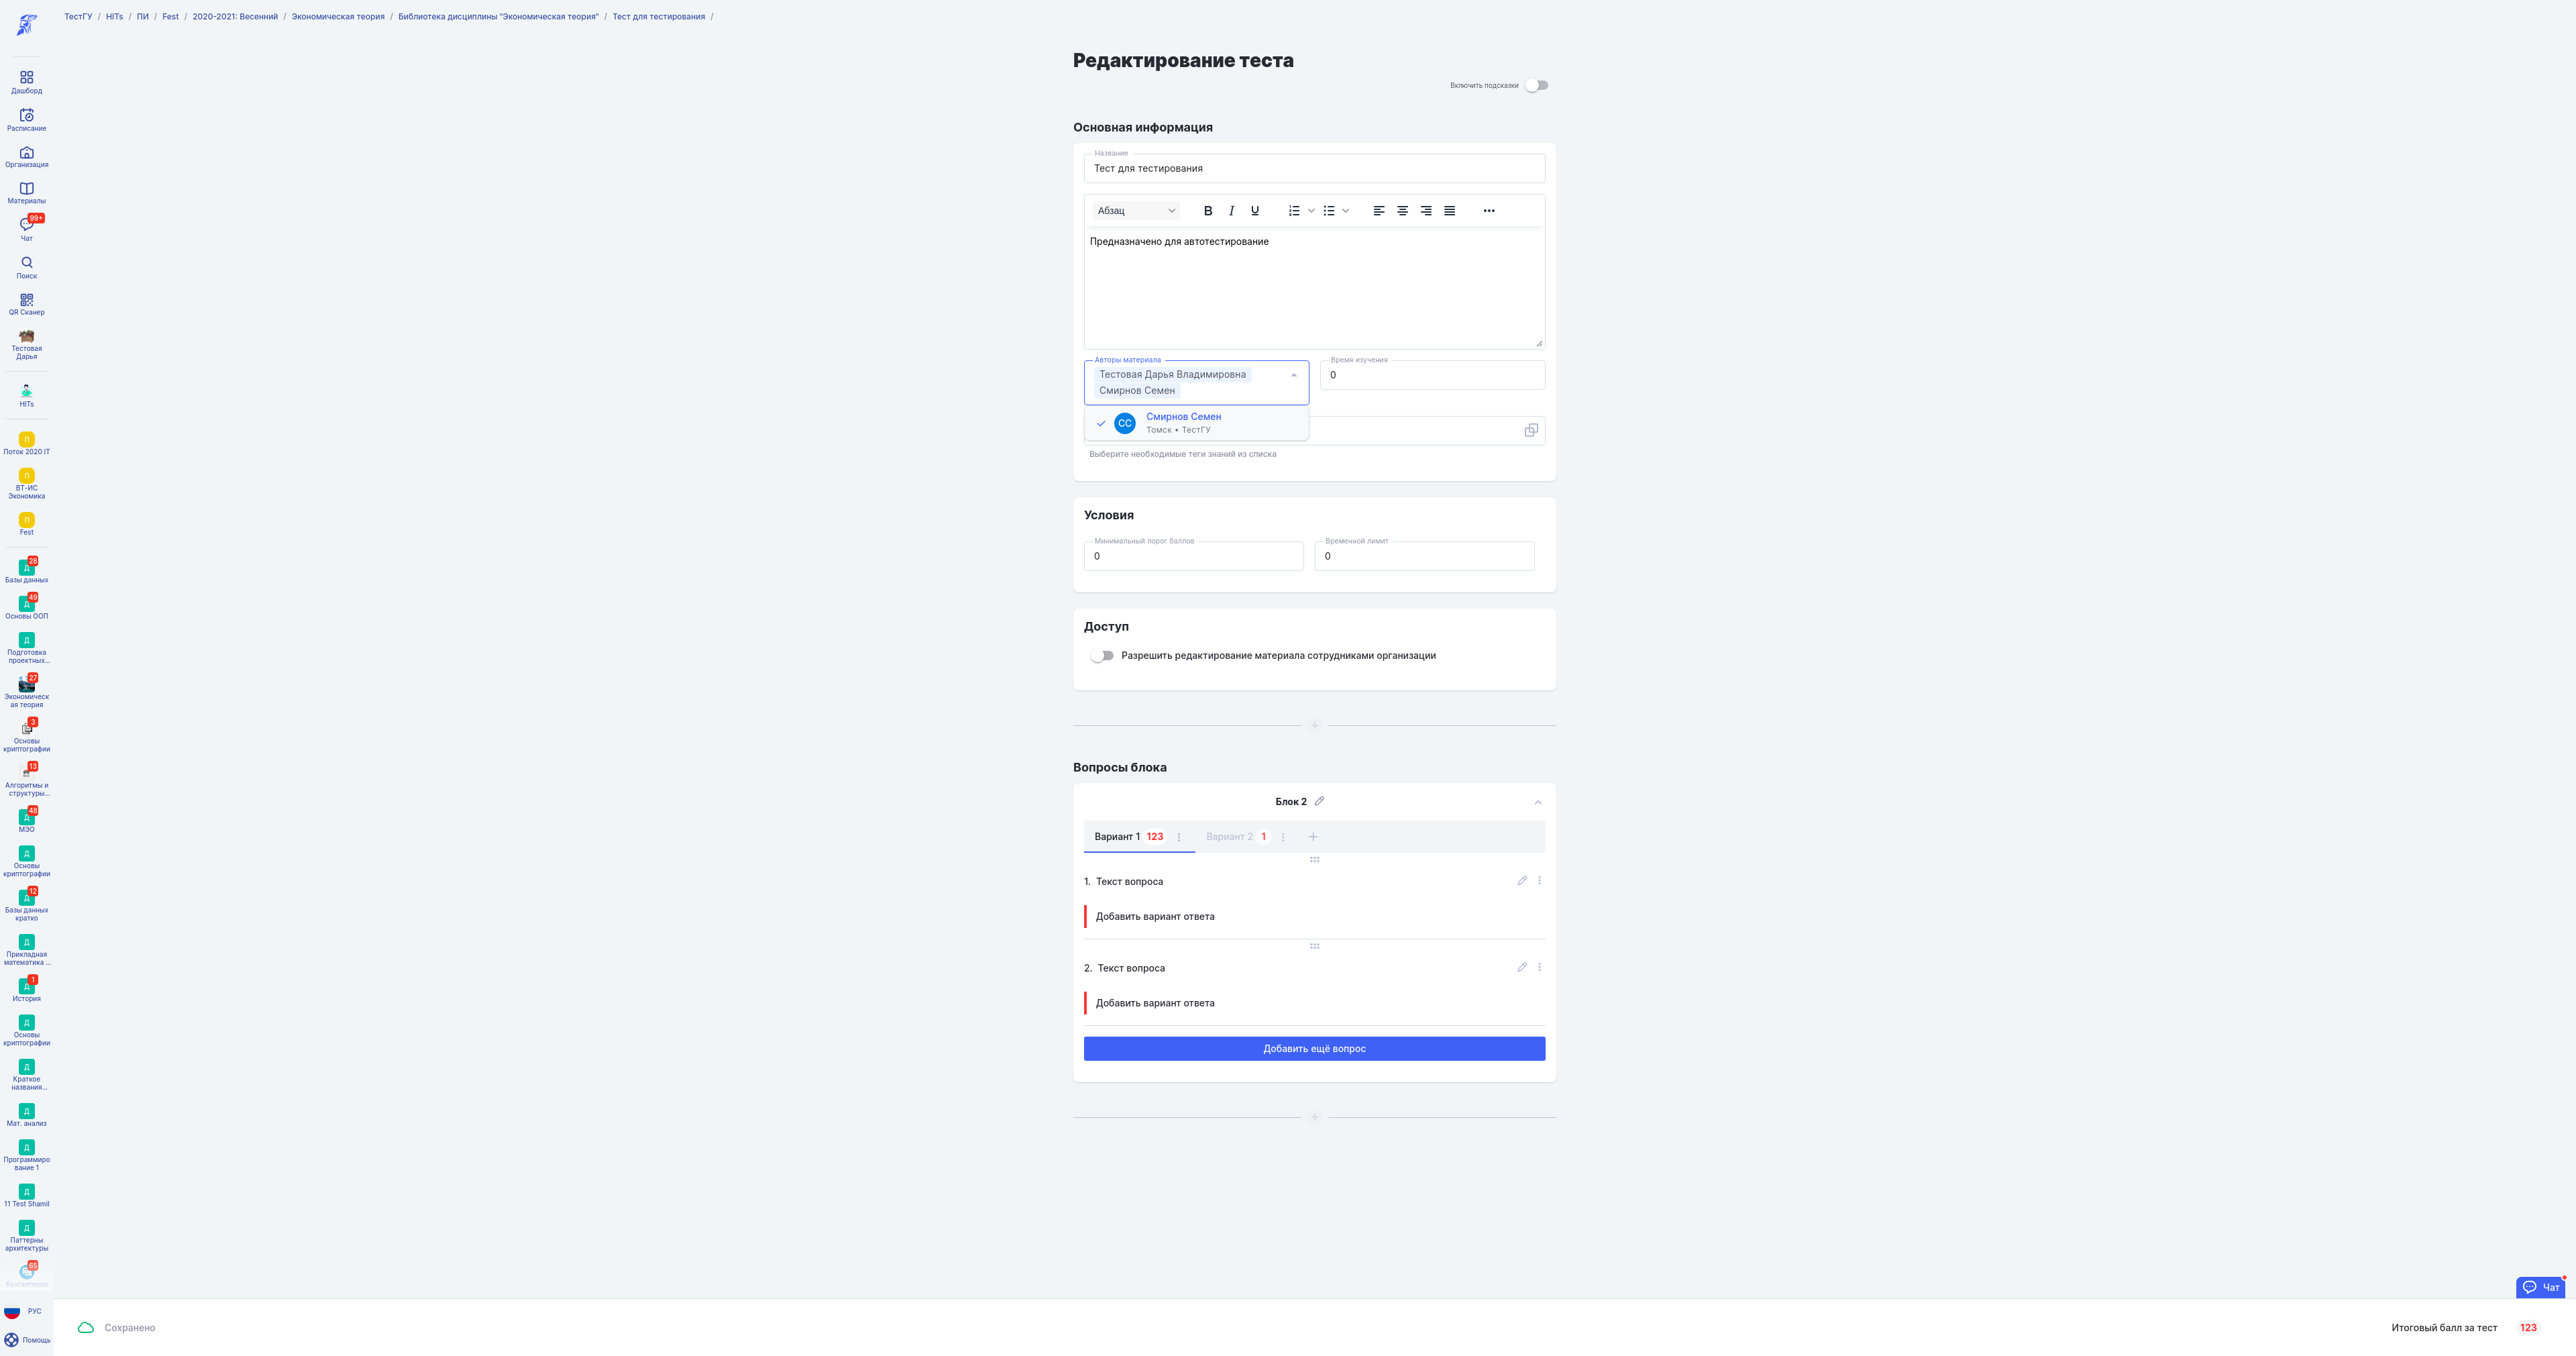 ТестГУ / HITs / ПИ / Fest / 2020-2021: Весенний / Экономическая теория / Библиотека дисциплины "Экономическая теория" / Тест для тестирования /
Дашборд
Расписание
Организация
Материалы
99+
Чат
Поиск
QR Сканер
Тестовая
Дарья
HITs
П
Поток 2020 IT
П
ВТ-ИС
Экономика
П
Fest
28
Д
Базы данных
49
Д
Основы ООП
Д
Подготовка
проектных...
27
Экономическ
ая теория
3
Основы
криптографии
13
Алгоритмы и
структуры...
48
Д
МЭО
Д
Основы
криптографии
12
Д
Базы данных
кратко
Д
Прикладная
математика ...
1
Д
История
Д
Основы
криптографии
Д
Краткое
названия...
Д
Мат. анализ
Д
Программиро
вание 1
Д
11 Test Shamil
Д
Паттерны
архитектуры
65
Бухгалтерия
РУС
Помощь
Редактирование теста
Включить подсказки
Основная информация
Название
Тест для тестирования
Абзац
B I U
Предназначено для автотестирование
Авторы материала
Тестовая Дарья Владимировна
Смирнов Семен
Время изучения
0
СС
Смирнов Семен
Томск • ТестГУ
Выберите необходимые теги знаний из списка
Условия
Минимальный порог баллов
0
Временной лимит
0
Доступ
Разрешить редактирование материала сотрудниками организации
Вопросы блока
Блок 2
Вариант 1 123
Вариант 2 1
1. Текст вопроса
Добавить вариант ответа
2. Текст вопроса
Добавить вариант ответа
Добавить ещё вопрос
Чат
Сохранено
Итоговый балл за тест 123